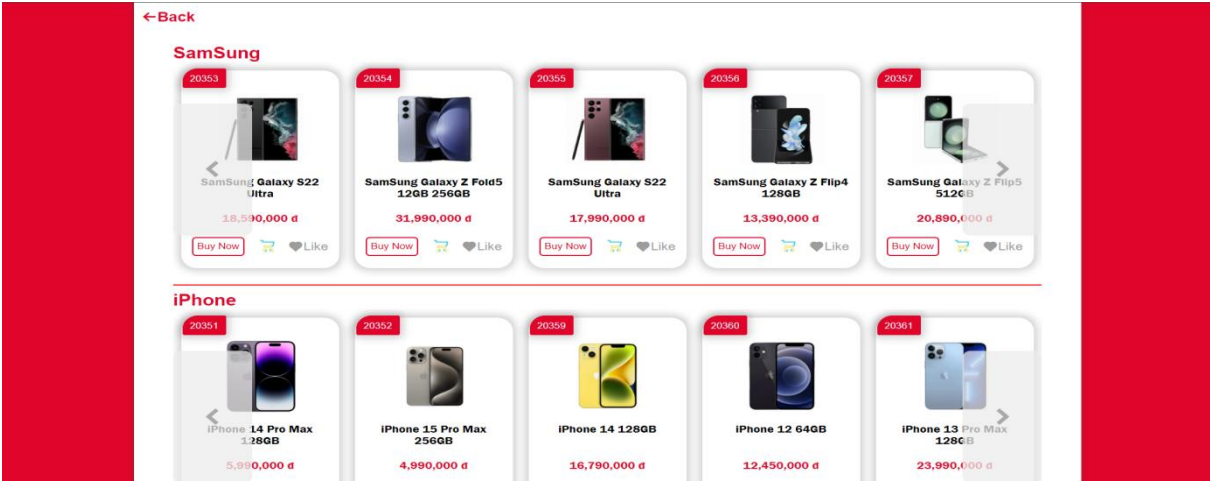 ←Back
SamSung
20353 20354 20355 20356 20357
SamSung Galaxy S22 SamSung Galaxy Z Fold5 SamSung Galaxy S22 SamSung Galaxy Z Flip4 SamSung Galaxy Z Flip5
Ultra 12GB 256GB Ultra 128GB 512GB
18,590,000 đ 31,990,000 đ 17,990,000 đ 13,390,000 đ 20,890,000 đ
Buy Now Like Buy Now Like Buy Now Like Buy Now Like Buy Now Like
iPhone
20351 20352 20359 20360 20361
iPhone 14 Pro Max iPhone 15 Pro Max iPhone 14 128GB iPhone 12 64GB iPhone 13 Pro Max
128GB 256GB 128GB
5,990,000 đ 4,990,000 đ 16,790,000 đ 12,450,000 đ 23,990,000 đ